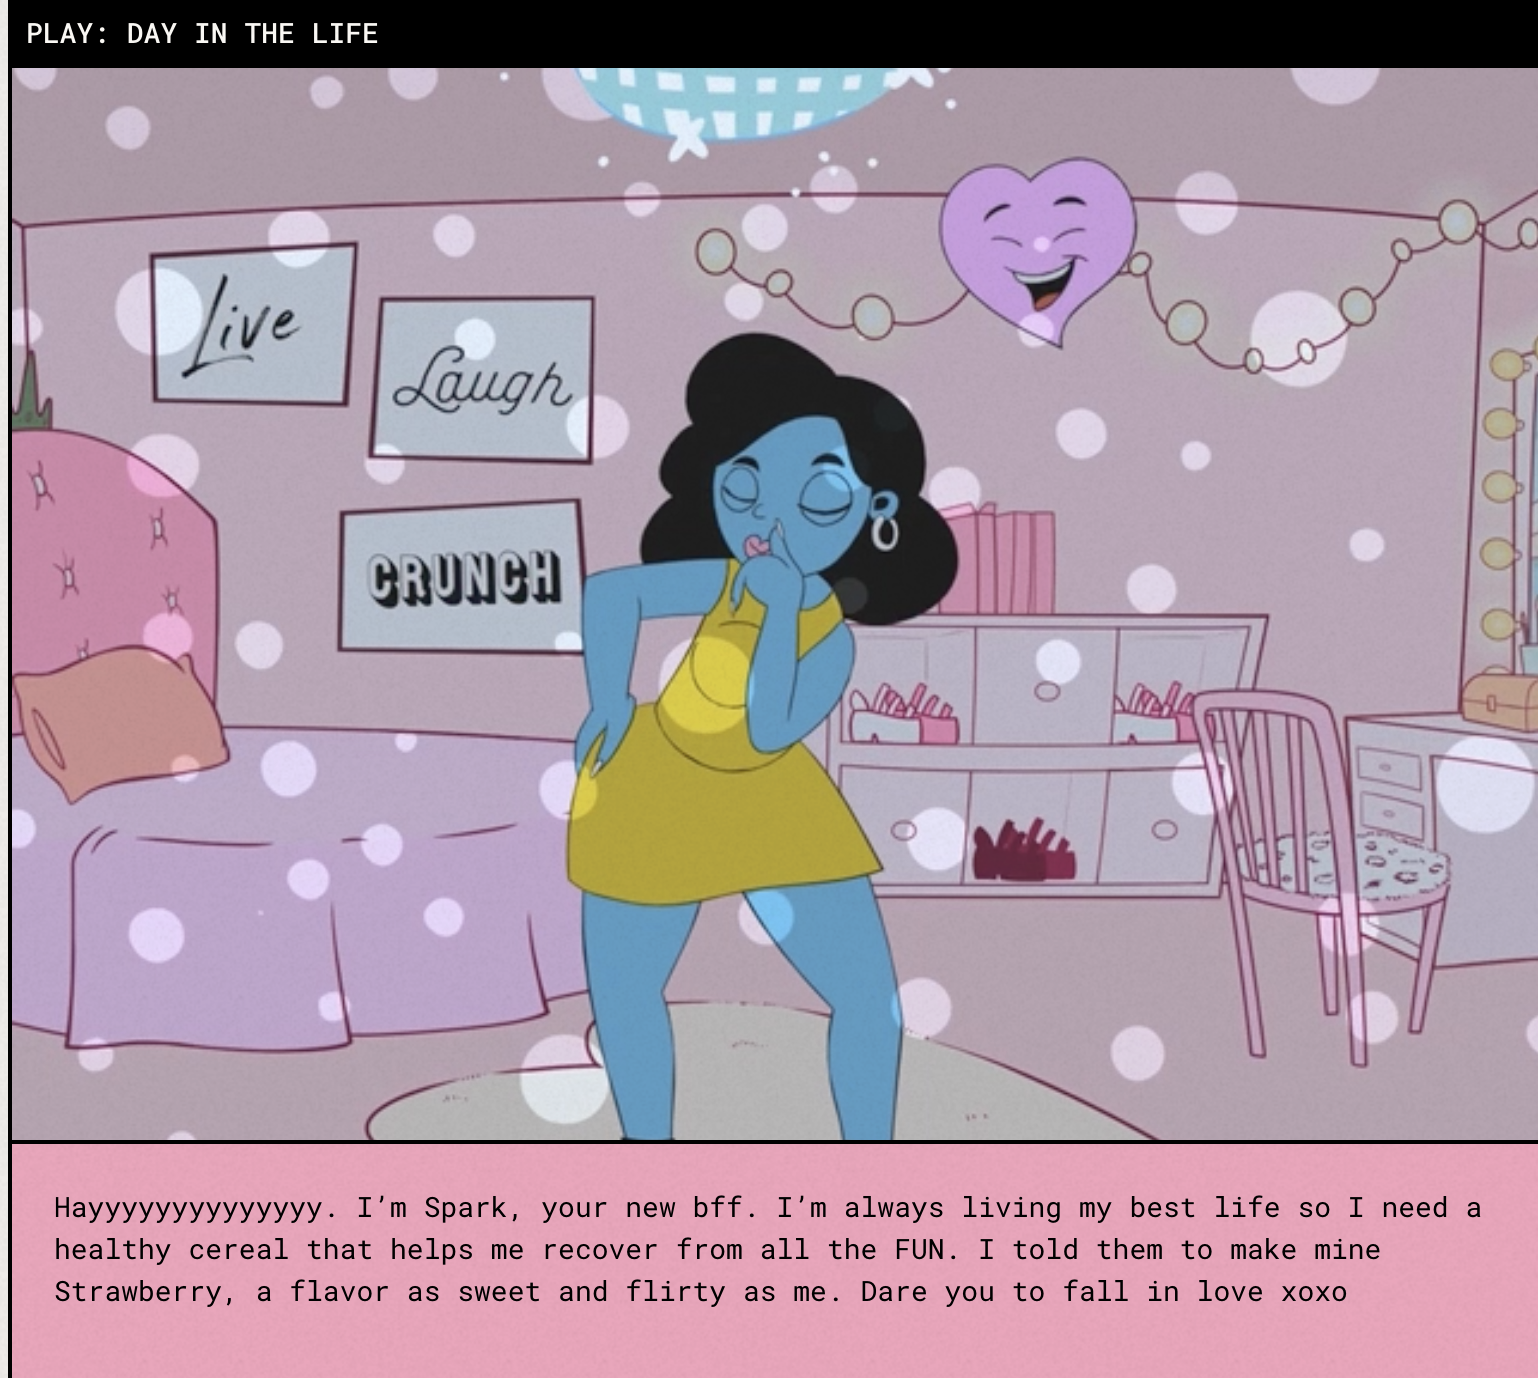 PLAY: DAY IN THE LIFE
Live
Laugh
CRUNCH
Hayyyyyyyyyyyyyy. I’m Spark, your new bff. I’m always living my best life so I need a
healthy cereal that helps me recover from all the FUN. I told them to make mine
Strawberry, a flavor as sweet and flirty as me. Dare you to fall in love xoxo